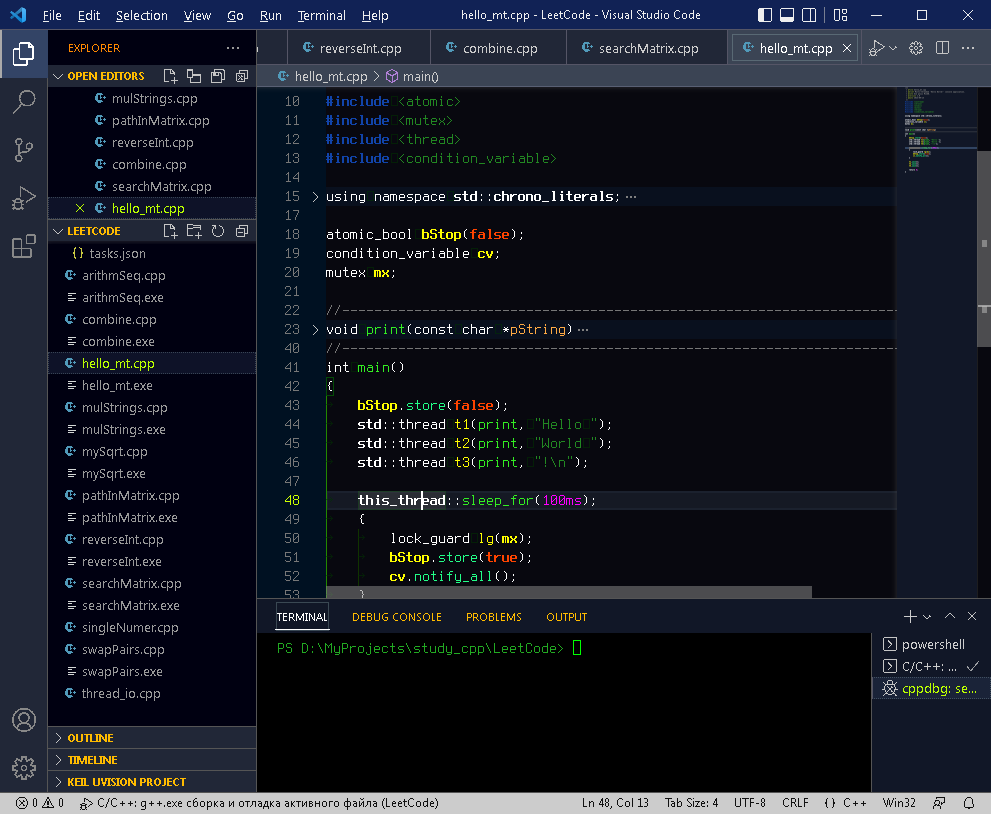 File Edit Selection View Go Run Terminal Help hello_mt.cpp - LeetCode - Visual Studio Code
EXPLORER ···
OPEN EDITORS
mulStrings.cpp
pathInMatrix.cpp
reverseInt.cpp
combine.cpp
searchMatrix.cpp
hello_mt.cpp
LEETCODE
{} tasks.json
arithmSeq.cpp
arithmSeq.exe
combine.cpp
combine.exe
hello_mt.cpp
hello_mt.exe
mulStrings.cpp
mulStrings.exe
mySqrt.cpp
mySqrt.exe
pathInMatrix.cpp
pathInMatrix.exe
reverseInt.cpp
reverseInt.exe
searchMatrix.cpp
searchMatrix.exe
singleNumer.cpp
swapPairs.cpp
swapPairs.exe
thread_io.cpp
OUTLINE
TIMELINE
KEIL UVISION PROJECT
reverseInt.cpp combine.cpp searchMatrix.cpp hello_mt.cpp
hello_mt.cpp > main()
10 #include <atomic>
11 #include <mutex>
12 #include <thread>
13 #include <condition_variable>
14
15 using namespace std::chrono_literals; ···
17
18 atomic_bool bStop(false);
19 condition_variable cv;
20 mutex mx;
21
22 //----------------------------------------------------------------------
23 void print(const char *pString) ···
40 //----------------------------------------------------------------------
41 int main()
42 {
43 bStop.store(false);
44 std::thread t1(print, "Hello ");
45 std::thread t2(print, "World ");
46 std::thread t3(print, "!\n");
47
48 this_thread::sleep_for(100ms);
49 {
50 lock_guard lg(mx);
51 bStop.store(true);
52 cv.notify_all();
53 }
TERMINAL DEBUG CONSOLE PROBLEMS OUTPUT
PS D:\MyProjects\study_cpp\LeetCode>
powershell
C/C++: ...
cppdbg: se...
0 0 C/C++: g++.exe сборка и отладка активного файла (LeetCode) Ln 48, Col 13 Tab Size: 4 UTF-8 CRLF {} C++ Win32